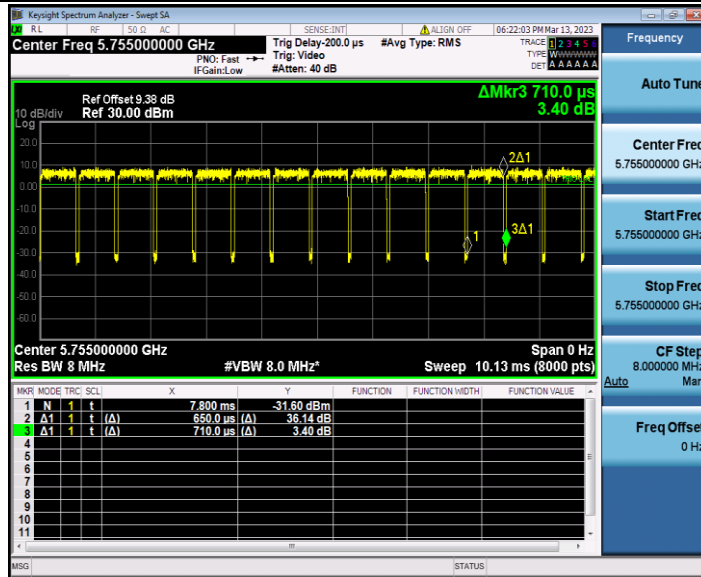 Keysight Spectrum Analyzer - Swept SA
RL RF 50 Ω AC SENSE:INT ALIGN OFF 06:22:03 PM Mar 13, 2023
Center Freq 5.755000000 GHz
PNO: Fast
IFGain:Low
Trig Delay-200.0 µs
Trig: Video
#Atten: 40 dB
#Avg Type: RMS
TRACE 1 2 3 4 5 6
TYPE W
DET A A A A A A
Frequency
ΔMkr3 710.0 µs
3.40 dB
Ref Offset 9.38 dB
10 dB/div Ref 30.00 dBm
Log
20.0
10.0
0.00
-10.0
-20.0
-30.0
-40.0
-50.0
-60.0
2Δ1
1
3Δ1
Center 5.755000000 GHz Span 0 Hz
Res BW 8 MHz #VBW 8.0 MHz* Sweep 10.13 ms (8000 pts)
MKR MODE TRC SCL X Y FUNCTION FUNCTION WIDTH FUNCTION VALUE
1 N 1 t 7.800 ms -31.60 dBm
2 Δ1 1 t (Δ) 650.0 µs (Δ) 36.14 dB
3 Δ1 1 t (Δ) 710.0 µs (Δ) 3.40 dB
4
5
6
7
8
9
10
11
MSG STATUS
Auto Tune
Center Freq
5.755000000 GHz
Start Freq
5.755000000 GHz
Stop Freq
5.755000000 GHz
CF Step
8.000000 MHz
Auto Man
Freq Offset
0 Hz